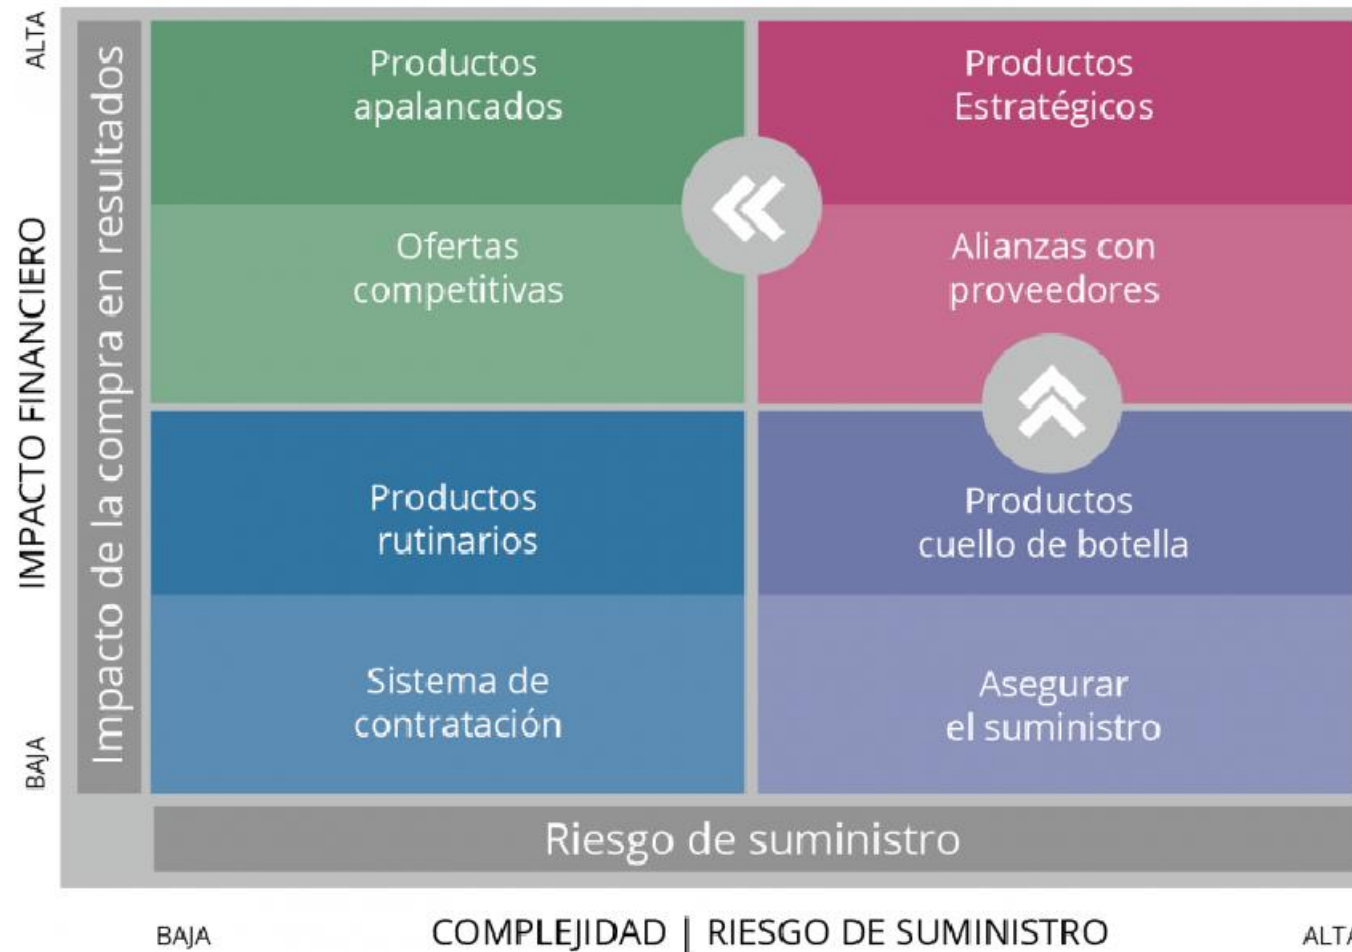 ALTA
IMPACTO FINANCIERO
BAJA
Impacto de la compra en resultados
Productos
apalancados
Ofertas
competitivas
Productos
Estratégicos
Alianzas con
proveedores
Productos
rutinarios
Sistema de
contratación
Productos
cuello de botella
Asegurar
el suministro
Riesgo de suministro
BAJA
COMPLEJIDAD | RIESGO DE SUMINISTRO
ALTA